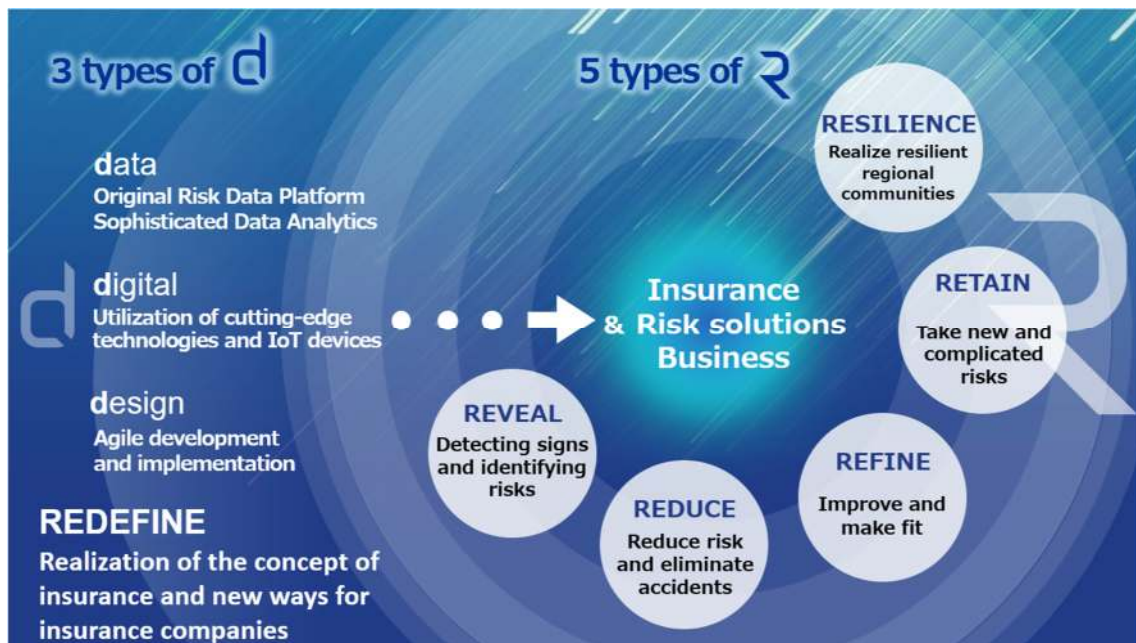 3 types of d
data
Original Risk Data Platform
Sophisticated Data Analytics
d
digital
Utilization of cutting-edge
technologies and IoT devices
design
Agile development
and implementation
REDEFINE
Realization of the concept of
insurance and new ways for
insurance companies
5 types of R
Insurance
& Risk solutions
Business
RESILIENCE
Realize resilient
regional
communities
R
RETAIN
Take new and
complicated
risks
REFINE
Improve and
make fit
REDUCE
Reduce risk
and eliminate
accidents
REVEAL
Detecting signs
and identifying
risks